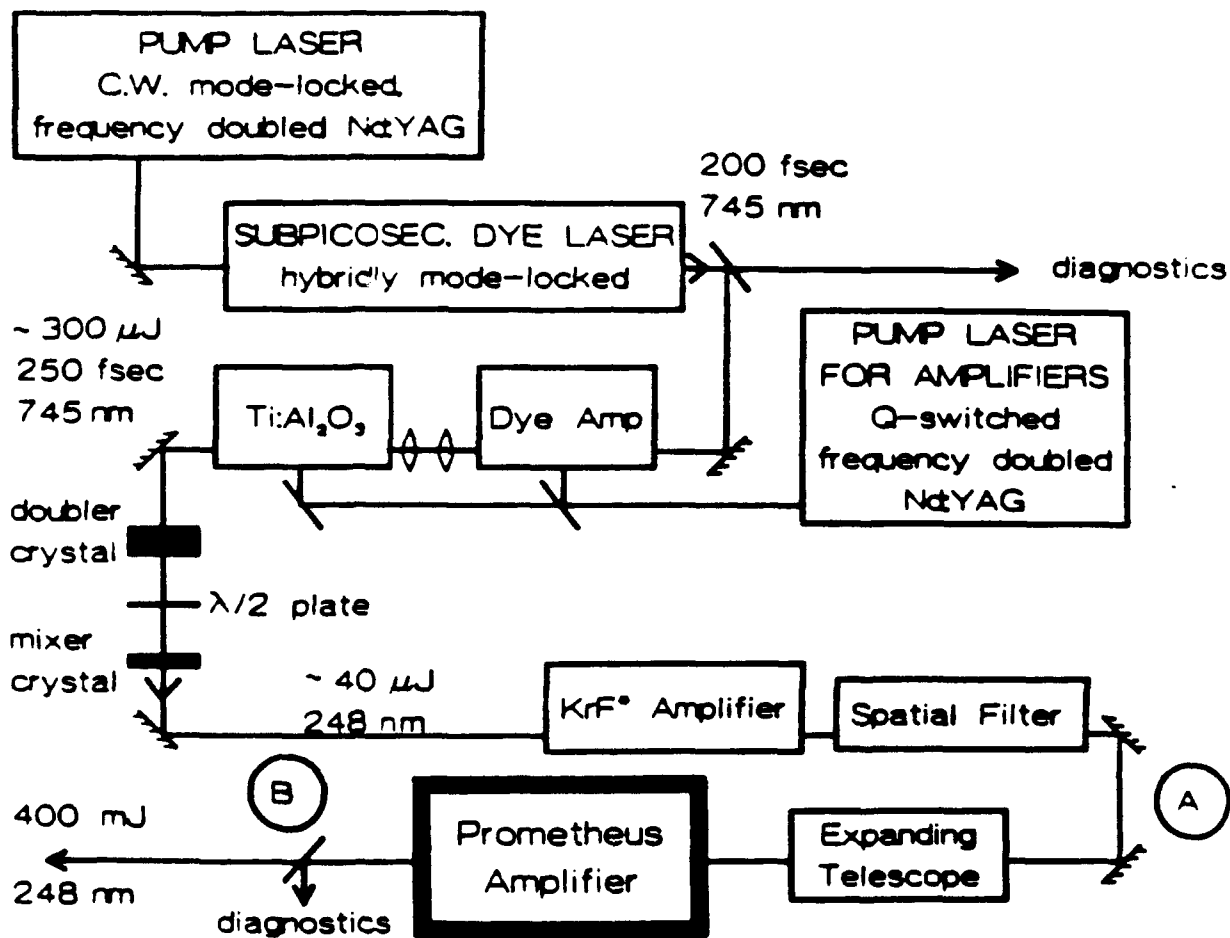 PUMP LASER
C.W. mode-locked,
frequency doubled Nd:YAG
200 fsec
745 nm
SUBPICOSEC. DYE LASER
hybridly mode-locked
diagnostics
~ 300 μJ
250 fsec
745 nm
Ti:Al₂O₃
Dye Amp
PUMP LASER
FOR AMPLIFIERS
Q-switched
frequency doubled
Nd:YAG
doubler
crystal
λ/2 plate
mixer
crystal
~ 40 μJ
248 nm
KrF* Amplifier
Spatial Filter
A
B
400 mJ
248 nm
Prometheus
Amplifier
Expanding
Telescope
diagnostics